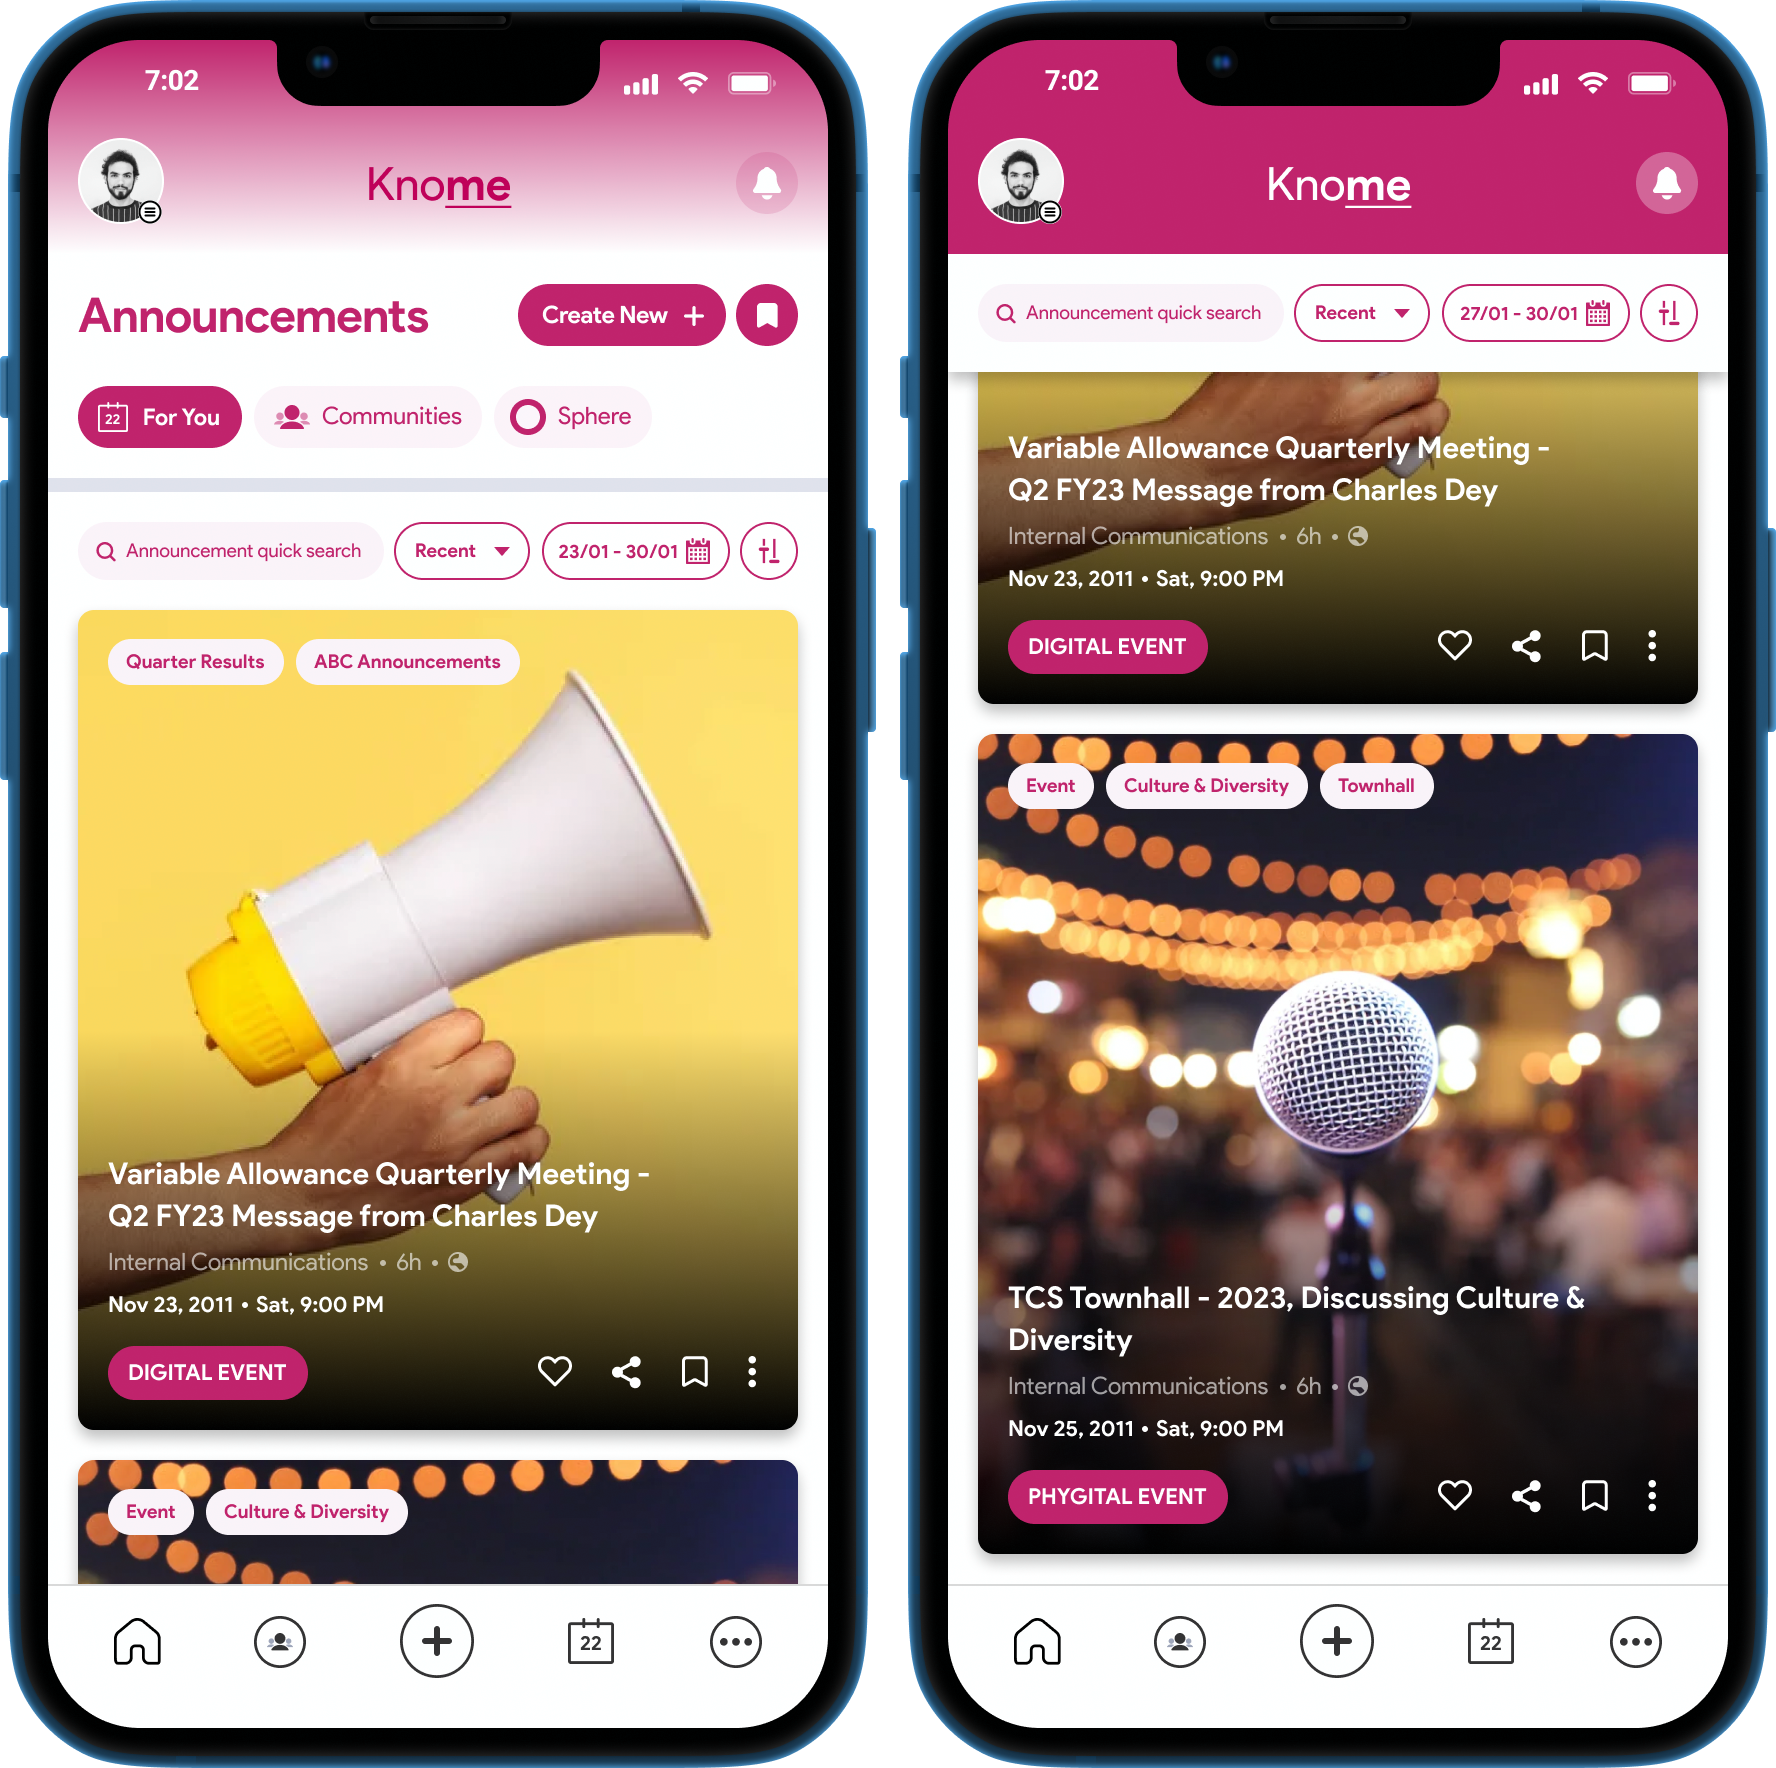 7:02
Knome
Announcements
Create New +
22 For You
Communities
Sphere
Announcement quick search
Recent
23/01 - 30/01
Quarter Results
ABC Announcements
Variable Allowance Quarterly Meeting -
Q2 FY23 Message from Charles Dey
Internal Communications • 6h •
Nov 23, 2011 • Sat, 9:00 PM
DIGITAL EVENT
Event
Culture & Diversity
22
7:02
Knome
Announcement quick search
Recent
27/01 - 30/01
Variable Allowance Quarterly Meeting -
Q2 FY23 Message from Charles Dey
Internal Communications • 6h •
Nov 23, 2011 • Sat, 9:00 PM
DIGITAL EVENT
Event
Culture & Diversity
Townhall
TCS Townhall - 2023, Discussing Culture &
Diversity
Internal Communications • 6h •
Nov 25, 2011 • Sat, 9:00 PM
PHYGITAL EVENT
22